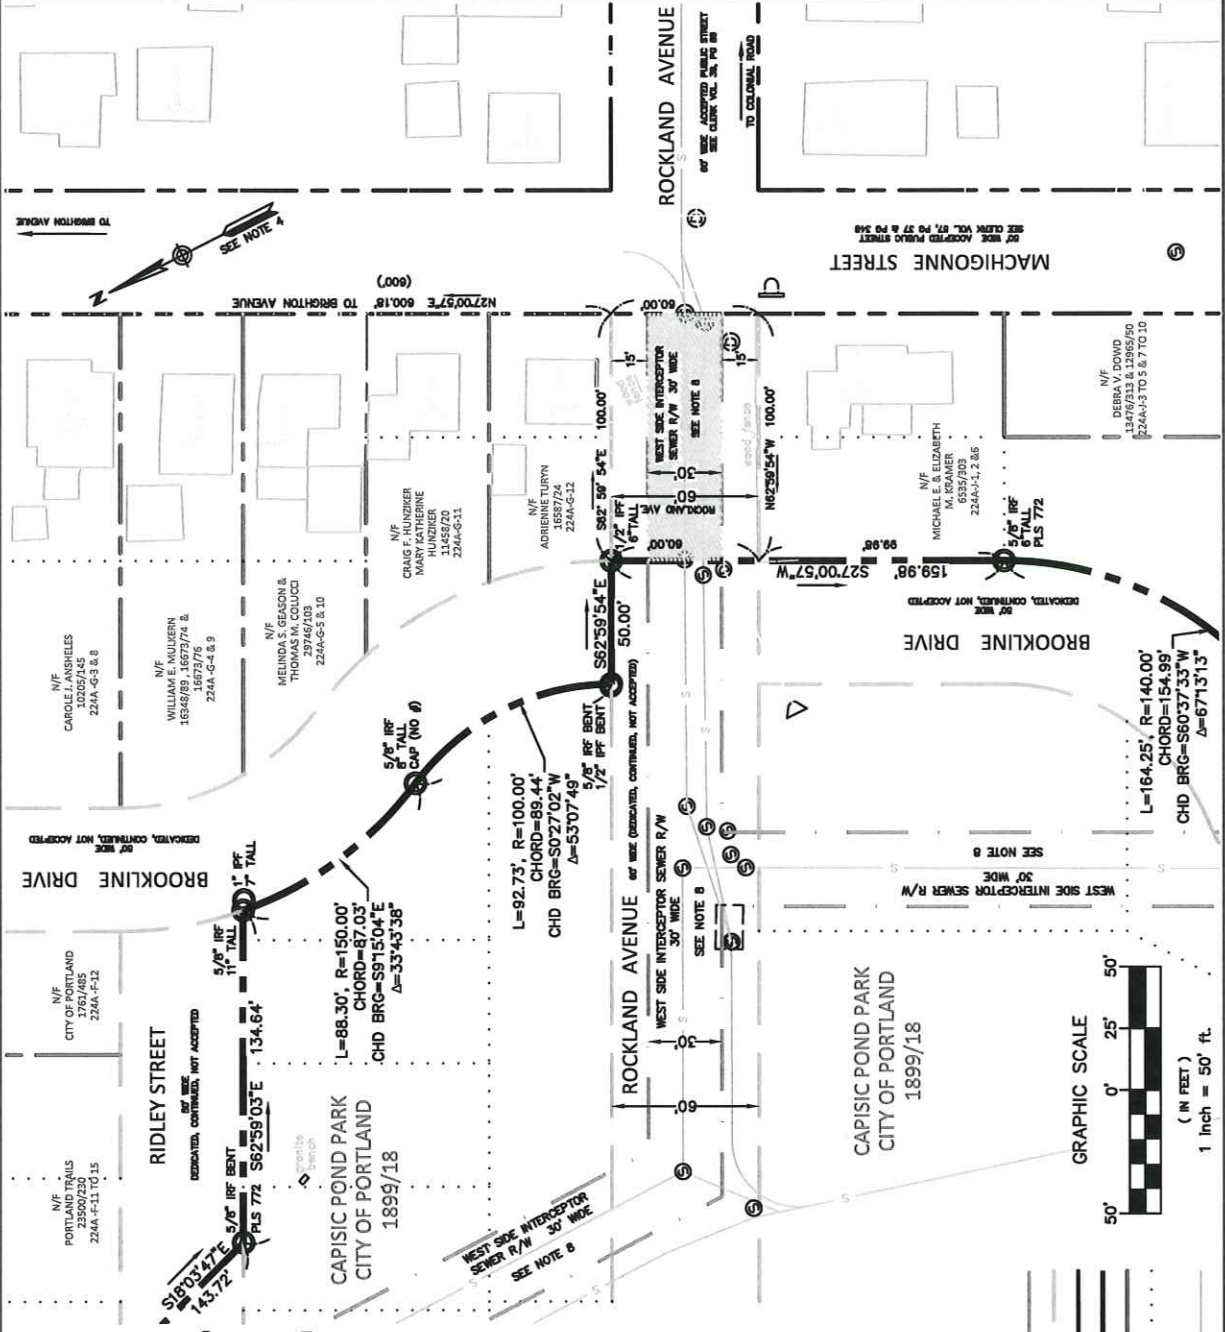 ROCKLAND AVENUE
60' WIDE ACCEPTED PUBLIC STREET
SEE CLERK VOL. 39, PG 88
TO COLONIAL ROAD
TO BRIGHTON AVENUE
N
SEE NOTE 4
50' WIDE ACCEPTED PUBLIC STREET
SEE CLERK VOL. 57, PG 37 & PG 348
MACHIGONNE STREET
N27°00'57"E 600.18' TO BRIGHTON AVENUE
(600')
60.00'
15'
15'
WEST SIDE INTERCEPTOR
SEWER R/W 30' WIDE
SEE NOTE 8
30'
60'
ROCKLAND AVE
60.00'
S62° 59' 54"E 100.00'
N62°59'54"W 100.00'
wood fence
wood fence
1/2" IPF
6"TALL
N/F
CAROLE J. ANSHELES
10205/145
224A-G-3 & 8
N/F
WILLIAM E. MULKERN
16348/89, 16673/74 &
16673/76
224A-G-4 & 9
N/F
MELINDA S. GEASON &
THOMAS M. COLUCCI
29746/103
224A-G-5 & 10
N/F
CRAIG F. HUNZIKER
MARY KATHERINE
HUNZIKER
11458/20
224A-G-11
N/F
ADRIENNE TURYN
16587/24
224A-G-12
N/F
MICHAEL E. & ELIZABETH
M. KRAMER
6535/303
224A-J-1, 2 &6
N/F
DEBRA V. DOWD
13476/313 & 12965/50
224A-J-3 TO 5 & 7 TO 10
5/8" IRF
6"TALL
PLS 772
99.98'
S27°00'57"W 159.98'
50' WIDE
DEDICATED, CONTINUED, NOT ACCEPTED
BROOKLINE DRIVE
S62°59'54"E
50.00'
5/8" IRF BENT
1/2" IPF BENT
5/8" IRF
8" TALL
CAP (NO #)
L=164.25', R=140.00'
CHORD=154.99'
CHD BRG=S60°37'33"W
Δ=67°13'13"
L=92.73', R=100.00'
CHORD=89.44'
CHD BRG=S0°27'02"W
Δ=53°07'49"
L=88.30', R=150.00'
CHORD=87.03'
CHD BRG=S9°15'04"E
Δ=33°43'38"
50' WIDE
DEDICATED, CONTINUED, NOT ACCEPTED
BROOKLINE DRIVE
1" IPF
7" TALL
5/8" IRF
11" TALL
N/F
CITY OF PORTLAND
1761/485
224A-F-12
RIDLEY STREET
50' WIDE
DEDICATED, CONTINUED, NOT ACCEPTED
S62°59'03"E 134.64'
5/8" IRF BENT
PLS 772
N/F
PORTLAND TRAILS
23500/230
224A-F-11 TO 15
S18°03'47"E
143.72'
granite
bench
CAPISIC POND PARK
CITY OF PORTLAND
1899/18
WEST SIDE INTERCEPTOR
SEWER R/W 30' WIDE
SEE NOTE 8
ROCKLAND AVENUE 60' WIDE (DEDICATED, CONTINUED, NOT ACCEPTED)
WEST SIDE INTERCEPTOR SEWER R/W
30' WIDE
SEE NOTE 8
30'
60'
WEST SIDE INTERCEPTOR SEWER R/W
30' WIDE
SEE NOTE 8
CAPISIC POND PARK
CITY OF PORTLAND
1899/18
GRAPHIC SCALE
50' 0' 25' 50'
( IN FEET )
1 inch = 50' ft.